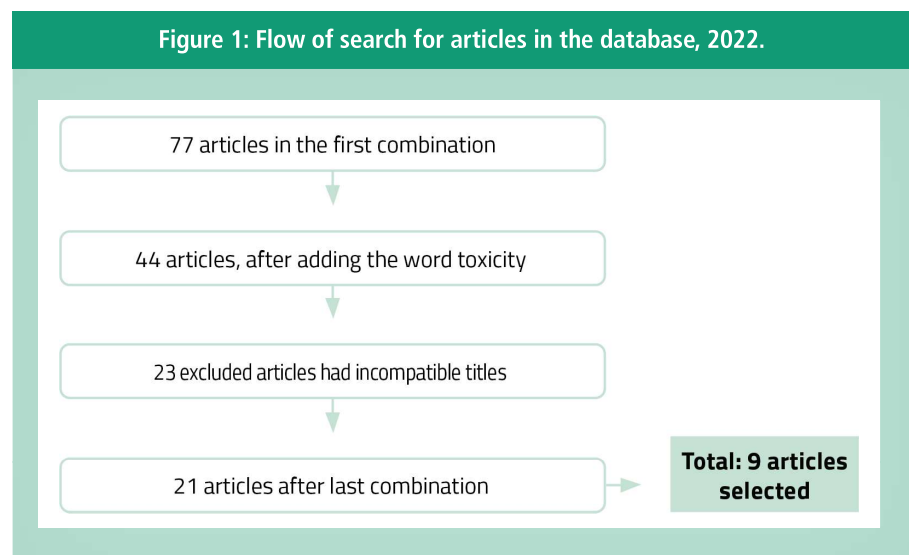 Figure 1: Flow of search for articles in the database, 2022.
77 articles in the first combination
44 articles, after adding the word toxicity
23 excluded articles had incompatible titles
21 articles after last combination
Total: 9 articles
selected